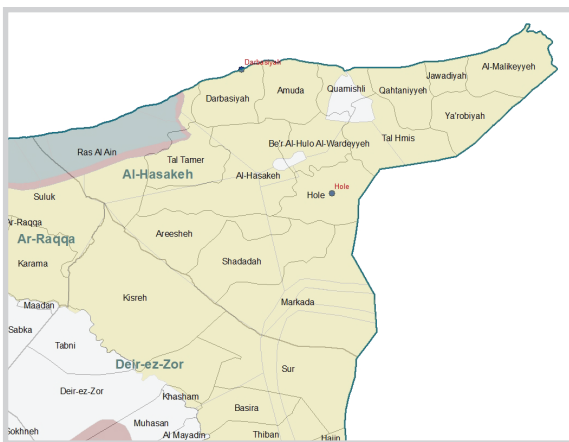 Darbasiyah
Al-Malikeyyeh
Jawadiyah
Quamishli
Qahtaniyyeh
Amuda
Darbasiyah
Ya'robiyah
Tal Hmis
Be'r Al-Hulo Al-Wardeyyeh
Ras Al Ain
Tal Tamer
Al-Hasakeh
Al-Hasakeh
Hole
Hole
Suluk
Ar-Raqqa
Ar-Raqqa
Areesheh
Karama
Shadadah
Kisreh
Markada
Maadan
Sabka
Tabni
Deir-ez-Zor
Sur
Deir-ez-Zor
Khasham
Basira
Muhasan
Sokhneh
Al Mayadin
Thiban
Hajin